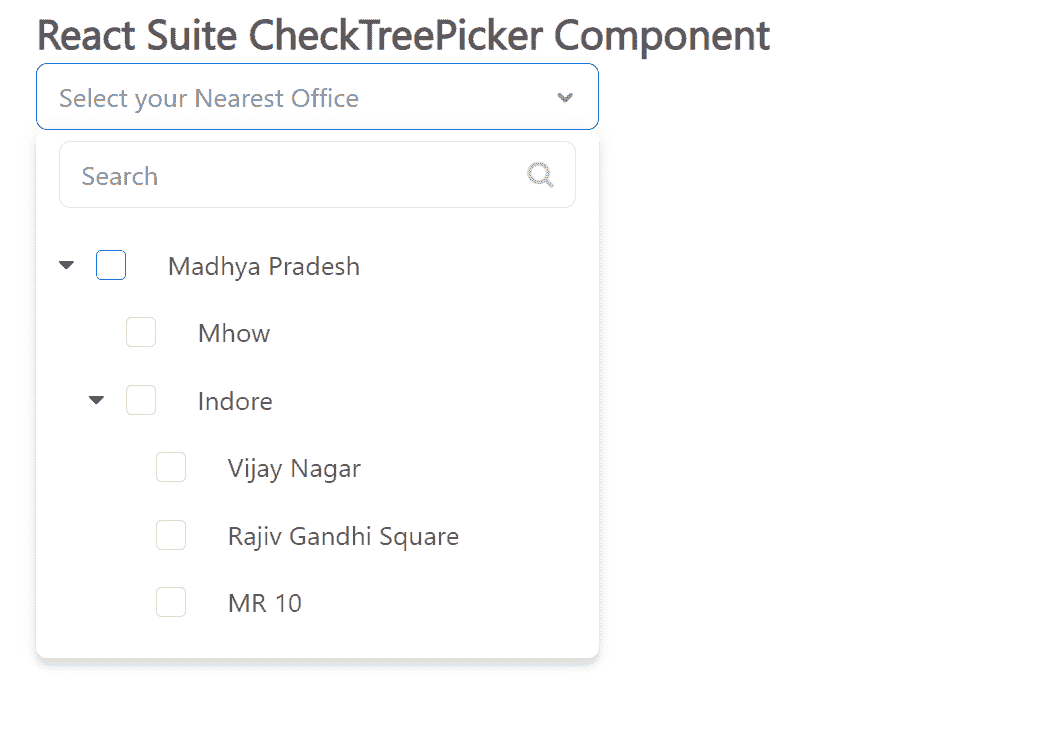 React Suite CheckTreePicker Component
Select your Nearest Office
Search
Madhya Pradesh
Mhow
Indore
Vijay Nagar
Rajiv Gandhi Square
MR 10